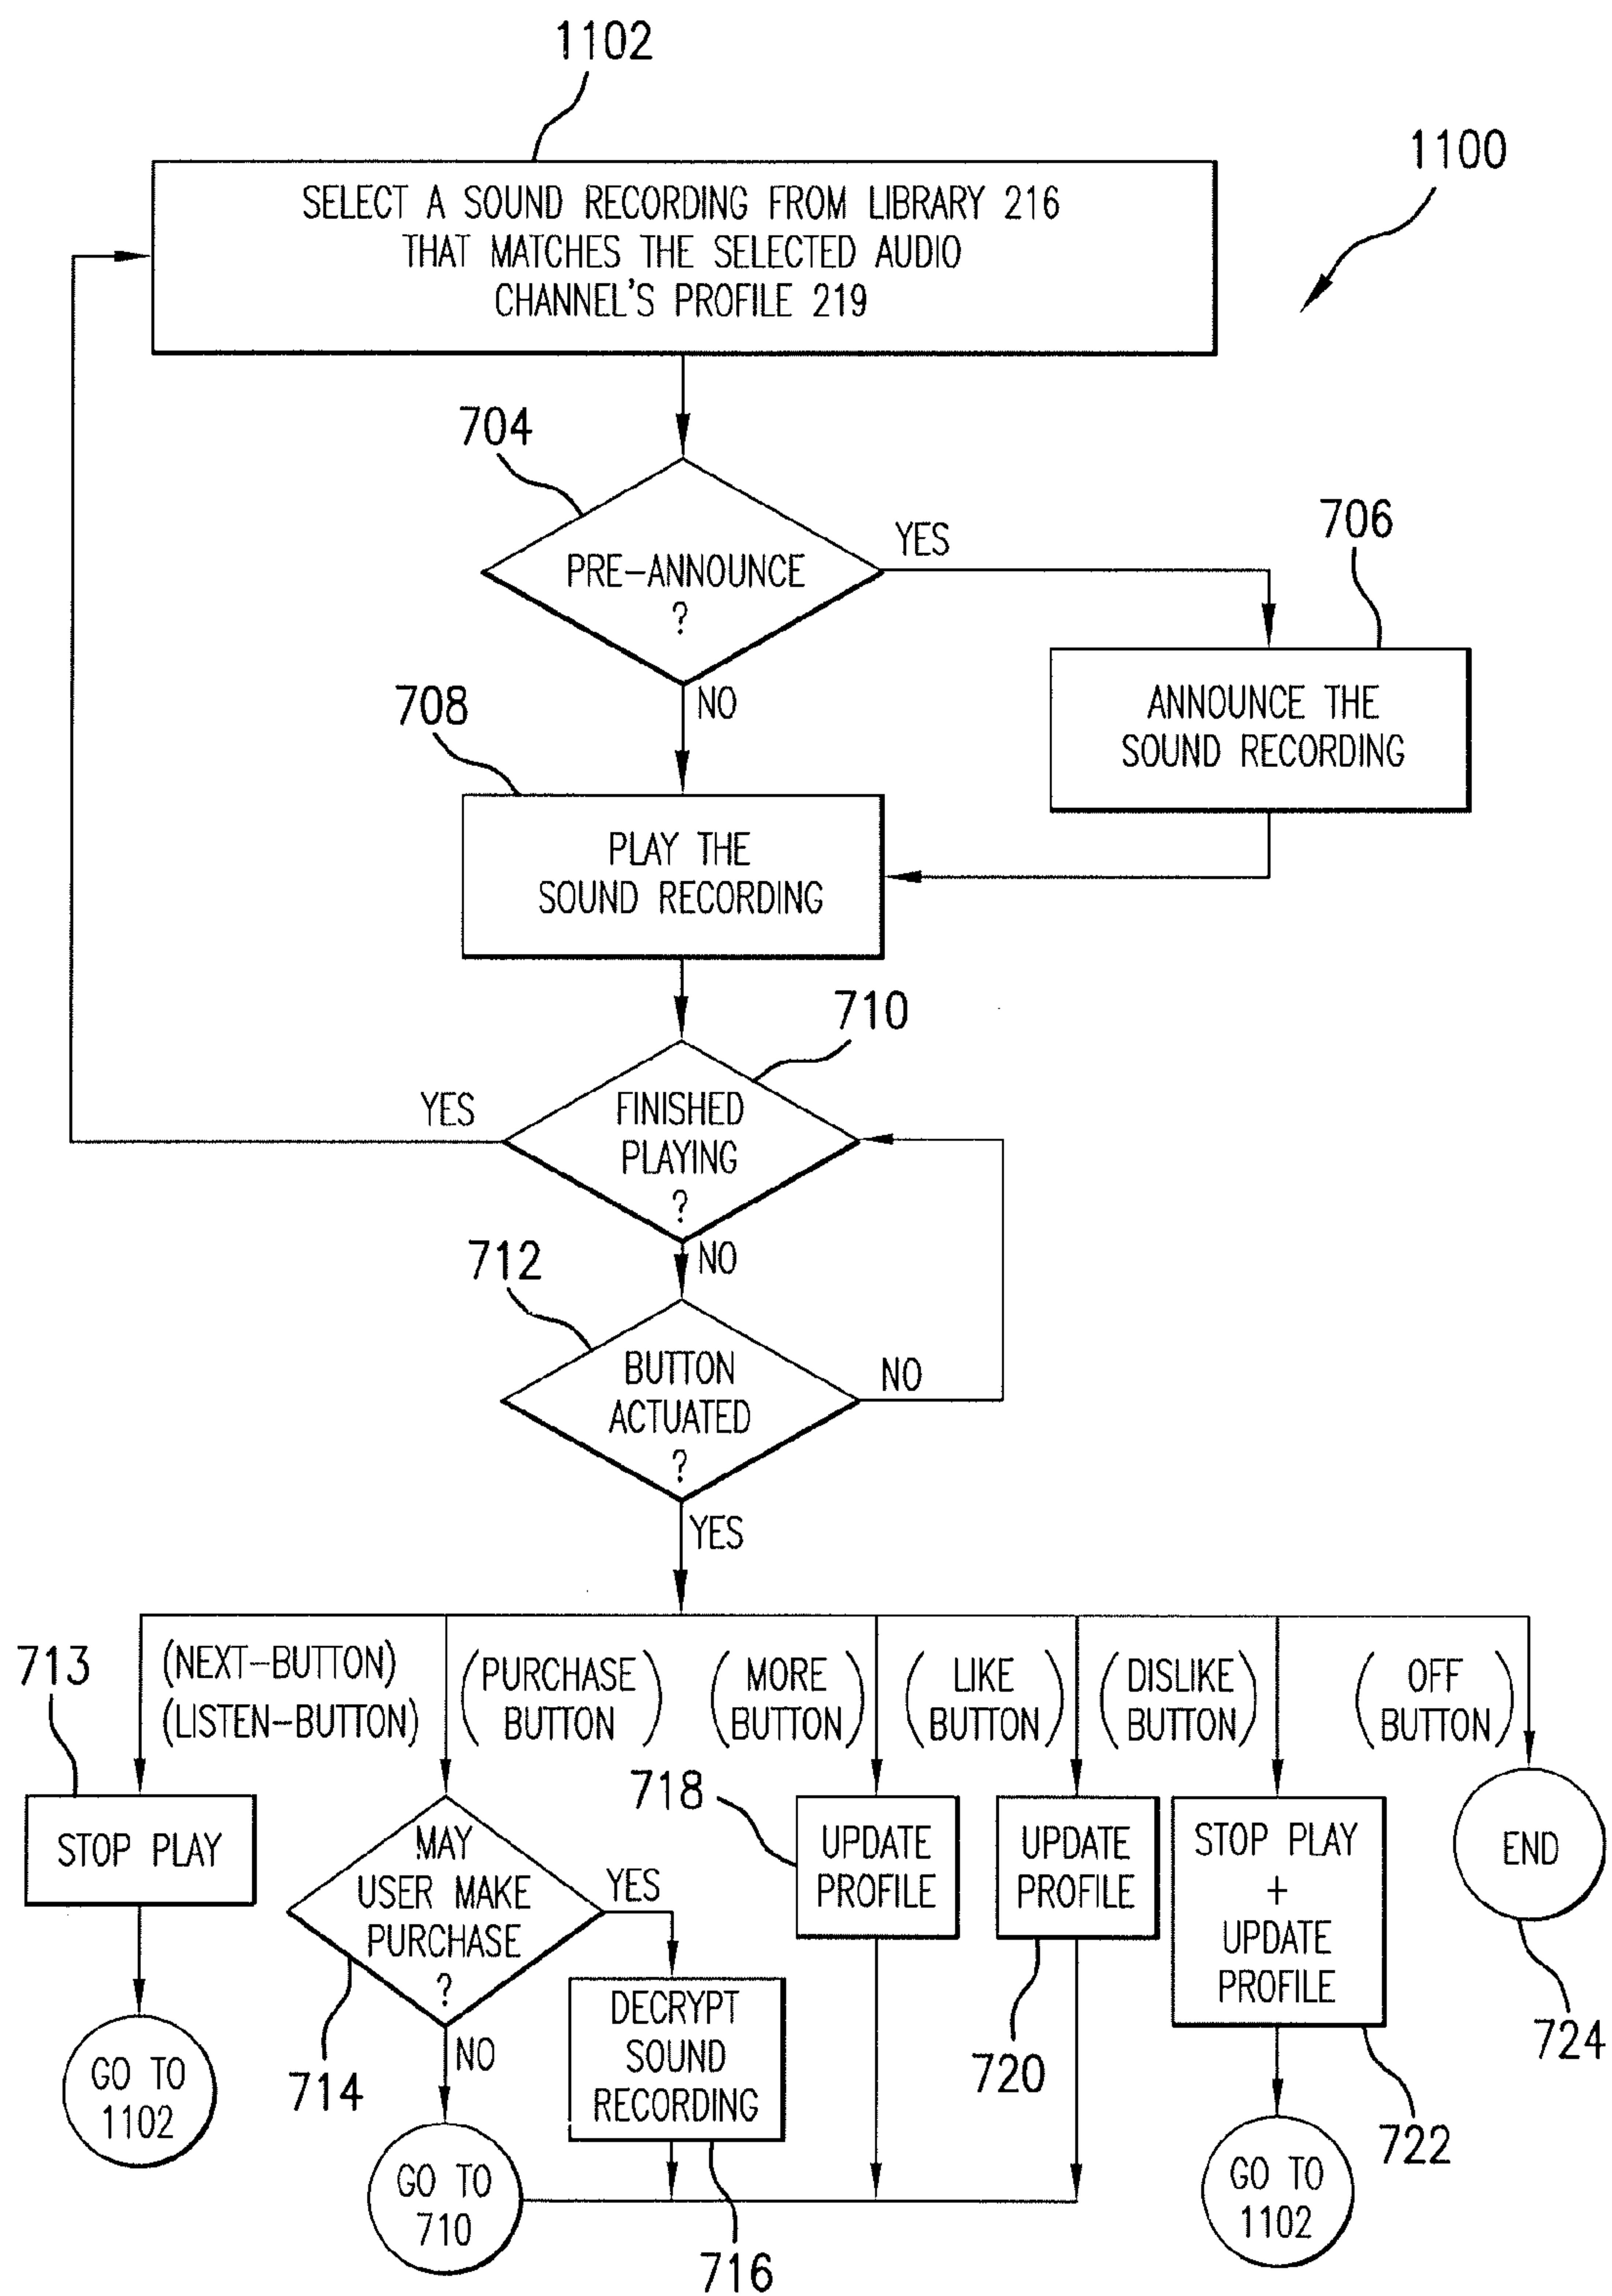 1102
1100
SELECT A SOUND RECORDING FROM LIBRARY 216
THAT MATCHES THE SELECTED AUDIO
CHANNEL'S PROFILE 219
704
PRE-ANNOUNCE
?
YES
706
NO
ANNOUNCE THE
SOUND RECORDING
708
PLAY THE
SOUND RECORDING
710
YES
FINISHED
PLAYING
?
NO
712
BUTTON
ACTUATED
?
NO
YES
713
(NEXT-BUTTON)
(LISTEN-BUTTON)
(PURCHASE
BUTTON)
(MORE
BUTTON)
(LIKE
BUTTON)
(DISLIKE
BUTTON)
(OFF
BUTTON)
STOP PLAY
GO TO
1102
MAY
USER MAKE
PURCHASE
?
YES
NO
714
DECRYPT
SOUND
RECORDING
716
GO TO
710
718
UPDATE
PROFILE
UPDATE
PROFILE
720
STOP PLAY
+
UPDATE
PROFILE
722
GO TO
1102
END
724